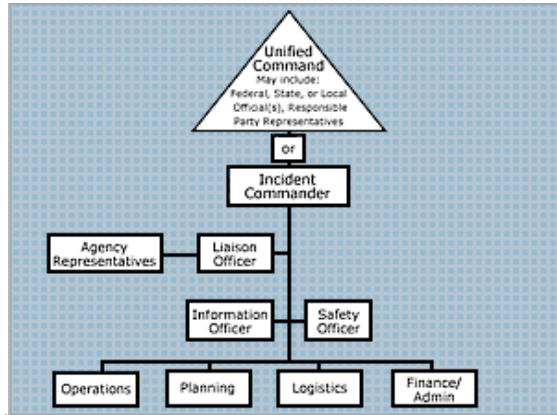 Unified
Command
May include:
Federal, State, or Local
Official(s), Responsible
Party Representatives
or
Incident
Commander
Agency
Representatives
Liaison
Officer
Information
Officer
Safety
Officer
Operations
Planning
Logistics
Finance/
Admin